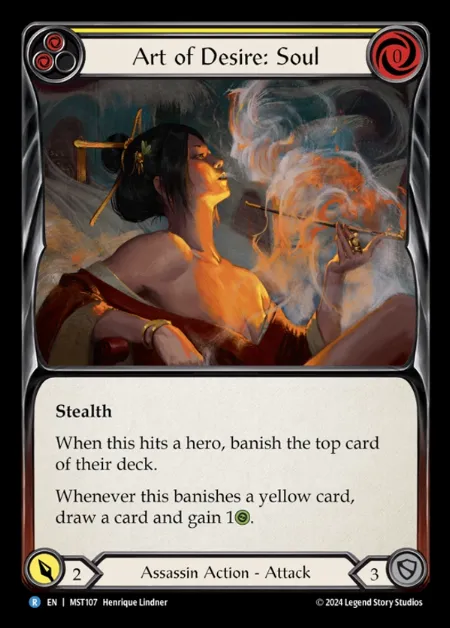 Art of Desire: Soul
0
Stealth
When this hits a hero, banish the top card
of their deck.
Whenever this banishes a yellow card,
draw a card and gain 1.
2
Assassin Action - Attack
3
R EN | MST107 Henrique Lindner
© 2024 Legend Story Studios